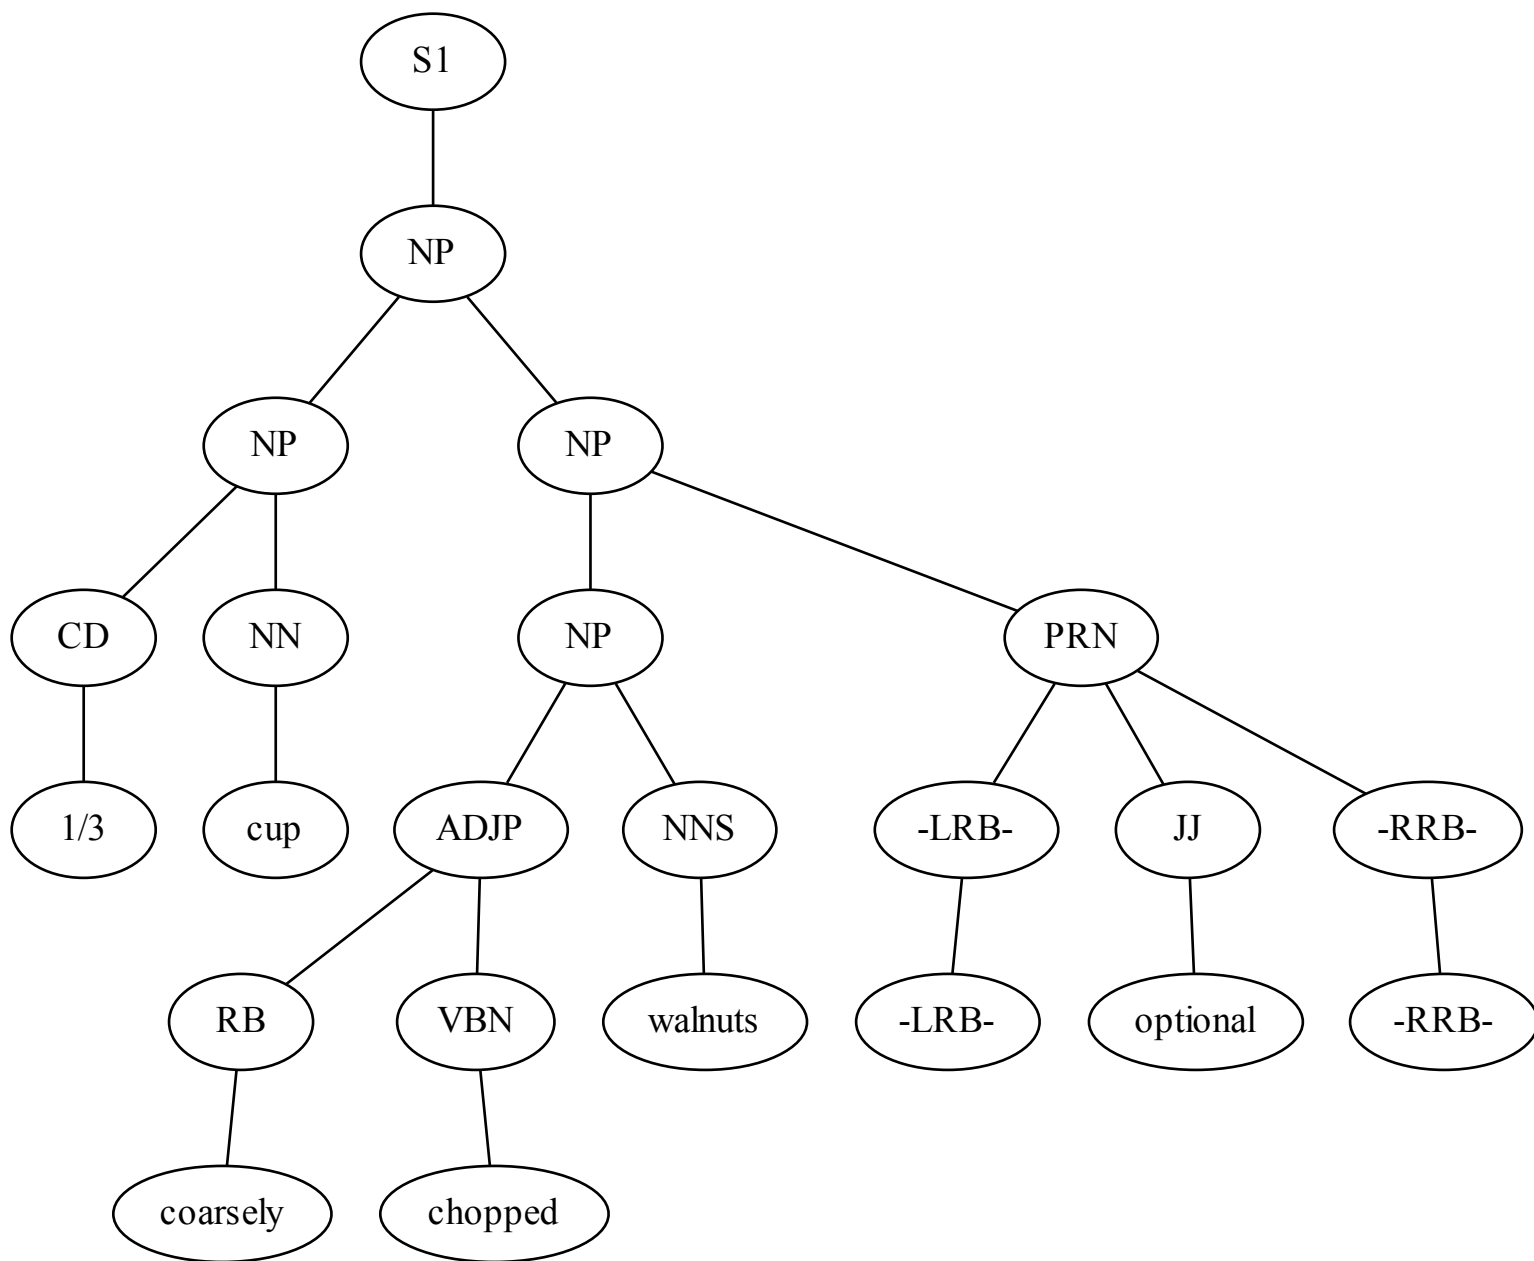 S1
NP
NP NP
CD NN NP PRN
1/3 cup ADJP NNS -LRB- JJ -RRB-
RB VBN walnuts -LRB- optional -RRB-
coarsely chopped